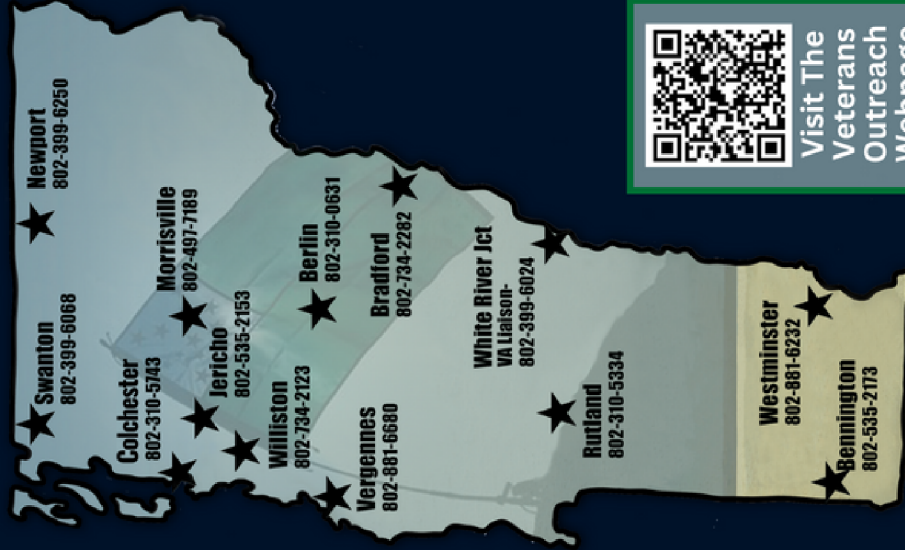 Swanton
802-399-6068
Newport
802-399-6250
Colchester
802-310-5743
Morrisville
802-497-7189
Jericho
802-535-2153
Williston
802-734-2123
Berlin
802-310-0631
Vergennes
802-881-6680
Bradford
802-734-2282
White River Jct
VA Liaison-
802-399-6024
Rutland
802-310-5334
Westminster
802-881-6232
Bennington
802-535-2173
Visit The
Veterans
Outreach
Webpage